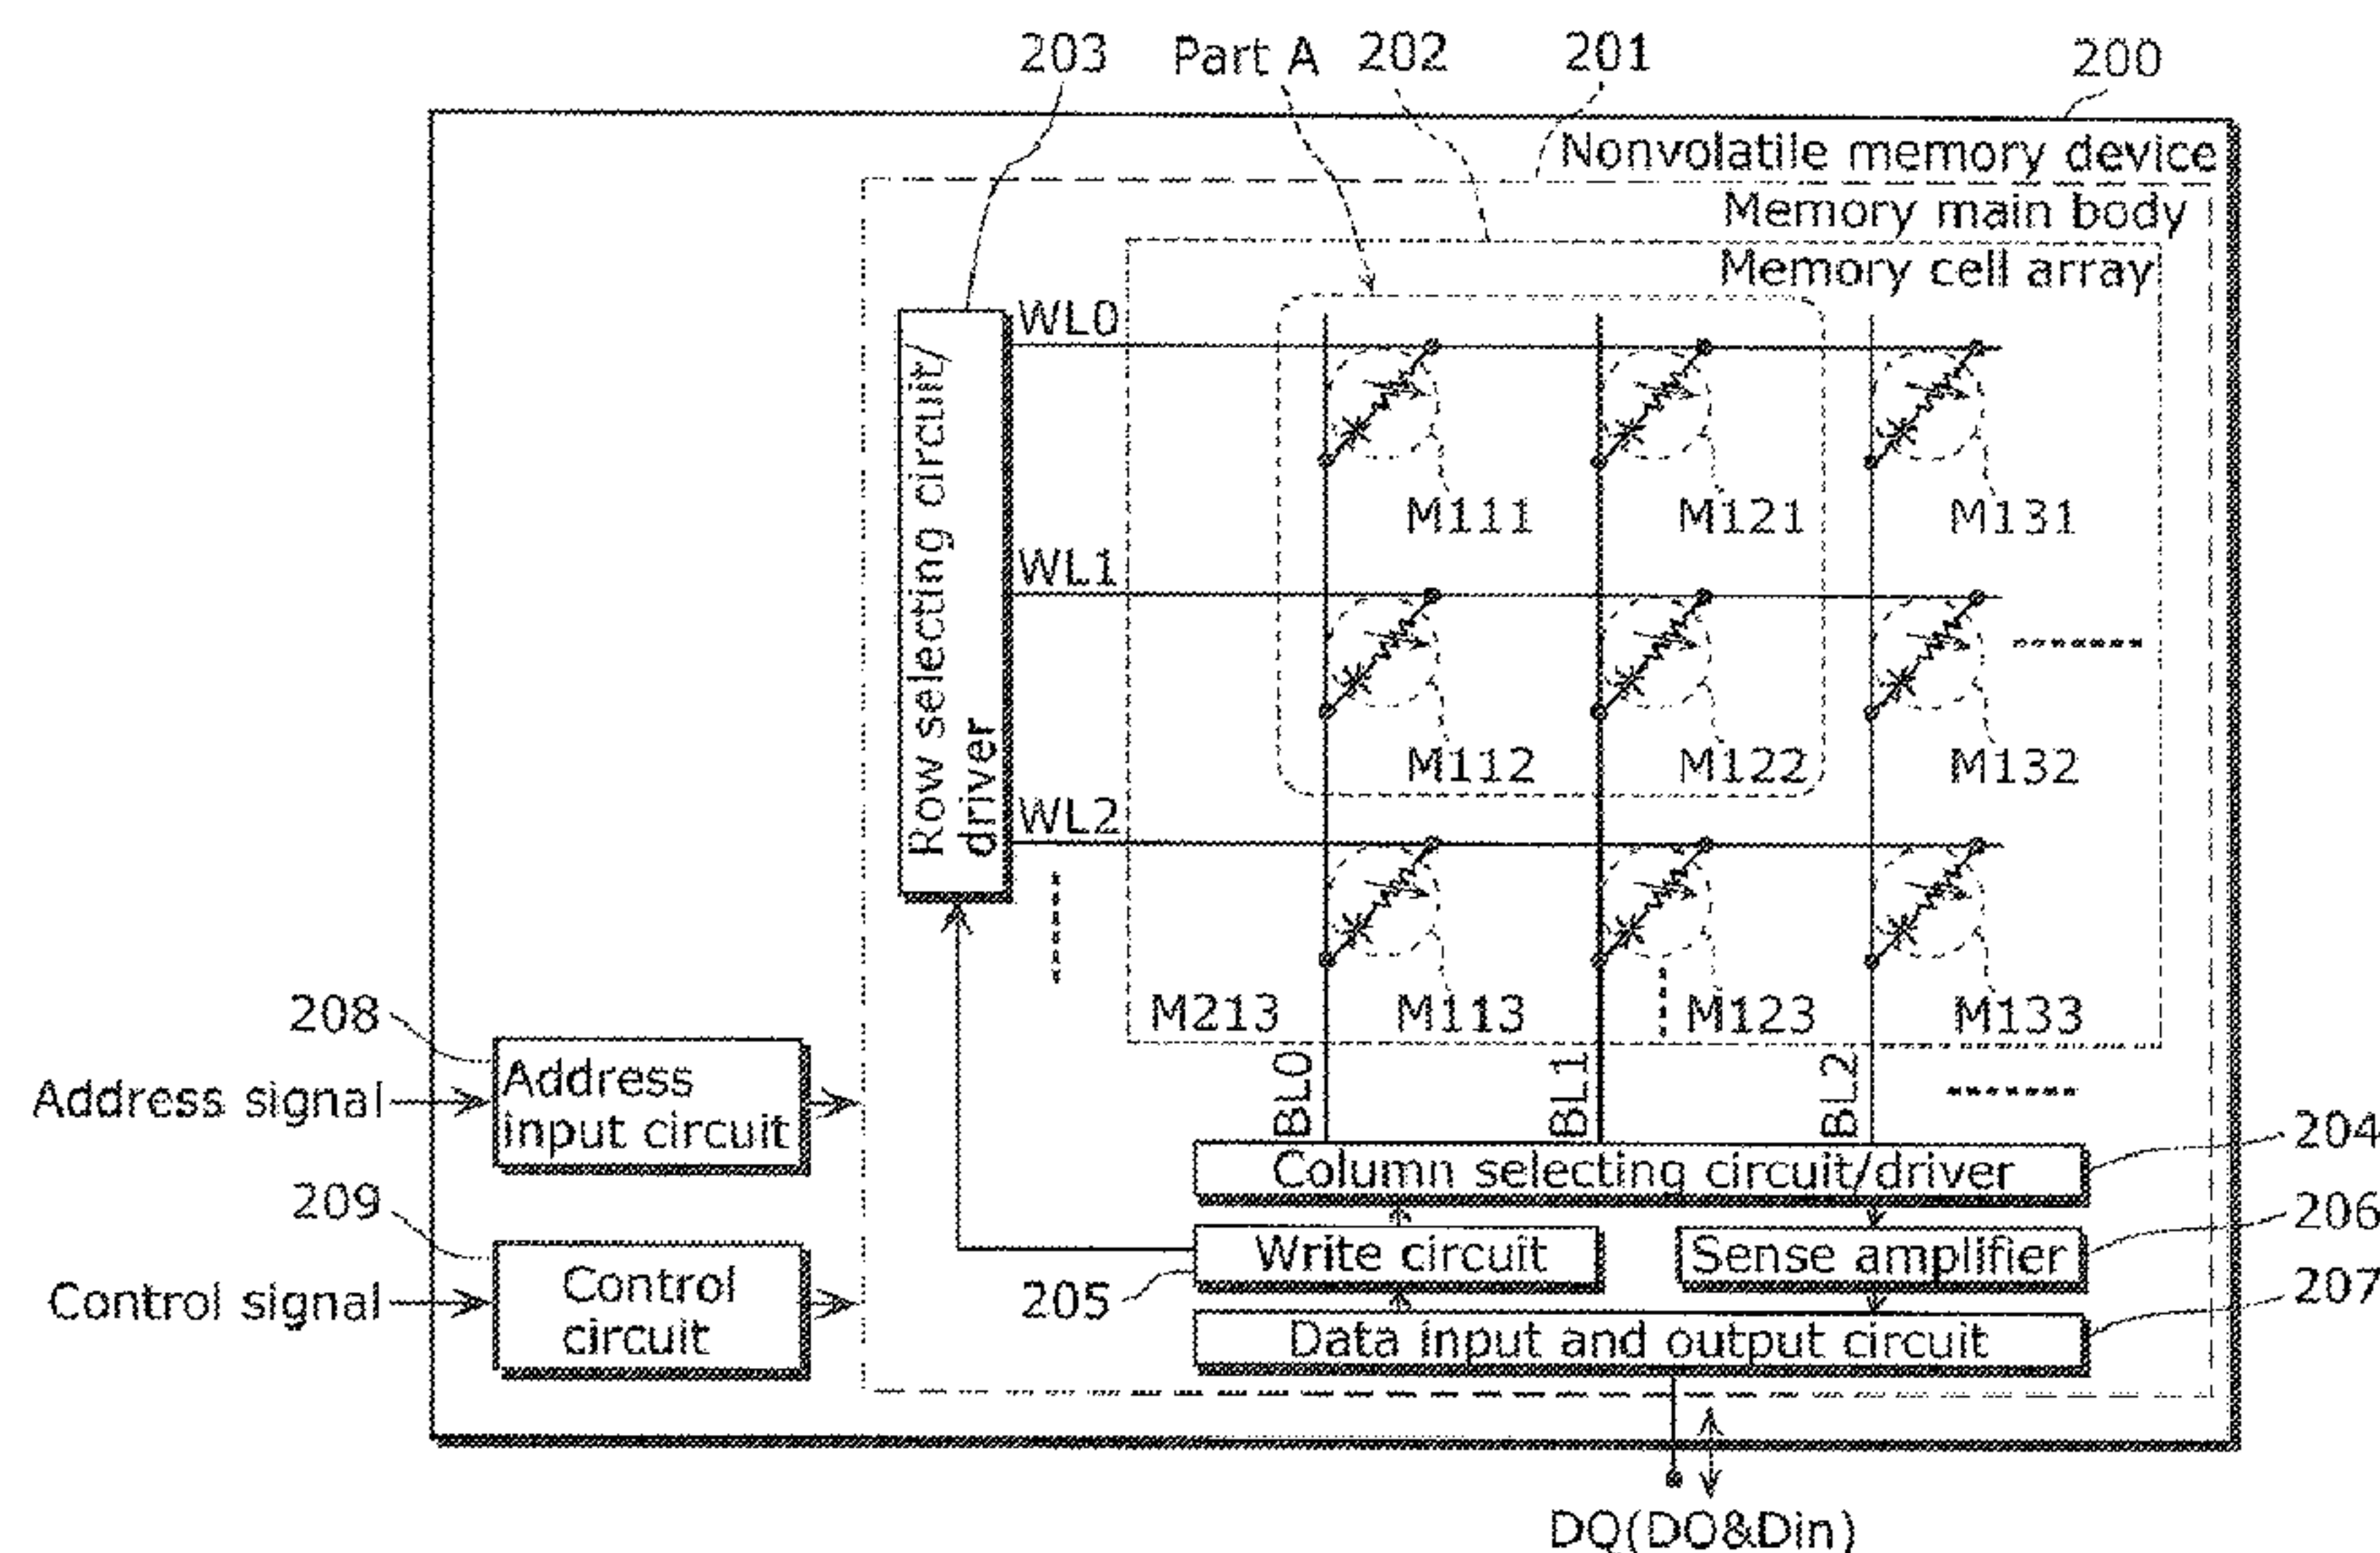 203 Part A 202 201 200
Nonvolatile memory device
Memory main body
Memory cell array
WL0
Row selecting circuit/
driver
M111 M121 M131
WL1
M112 M122 M132
WL2
M213 M113 M123 M133
208
Address signal
Address
input circuit
BL0 BL1 BL2
204
Column selecting circuit/driver
209
206
Write circuit
Sense amplifier
Control signal
Control
circuit
205
207
Data input and output circuit
DQ(DO&Din)